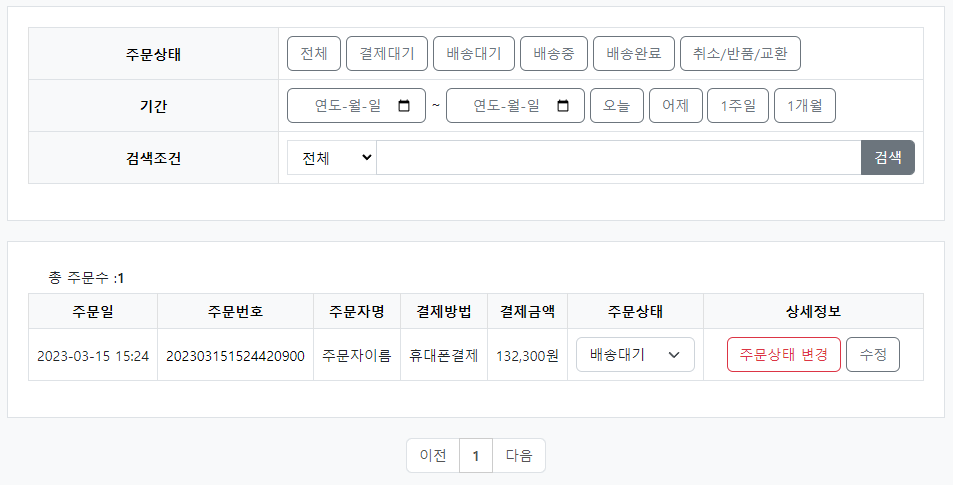 주문상태 전체 결제대기 배송대기 배송중 배송완료 취소/반품/교환
기간 연도-월-일 ~ 연도-월-일 오늘 어제 1주일 1개월
검색조건 전체 검색
총 주문수 :1
주문일 주문번호 주문자명 결제방법 결제금액 주문상태 상세정보
2023-03-15 15:24 202303151524420900 주문자이름 휴대폰결제 132,300원 배송대기 주문상태 변경 수정
이전 1 다음